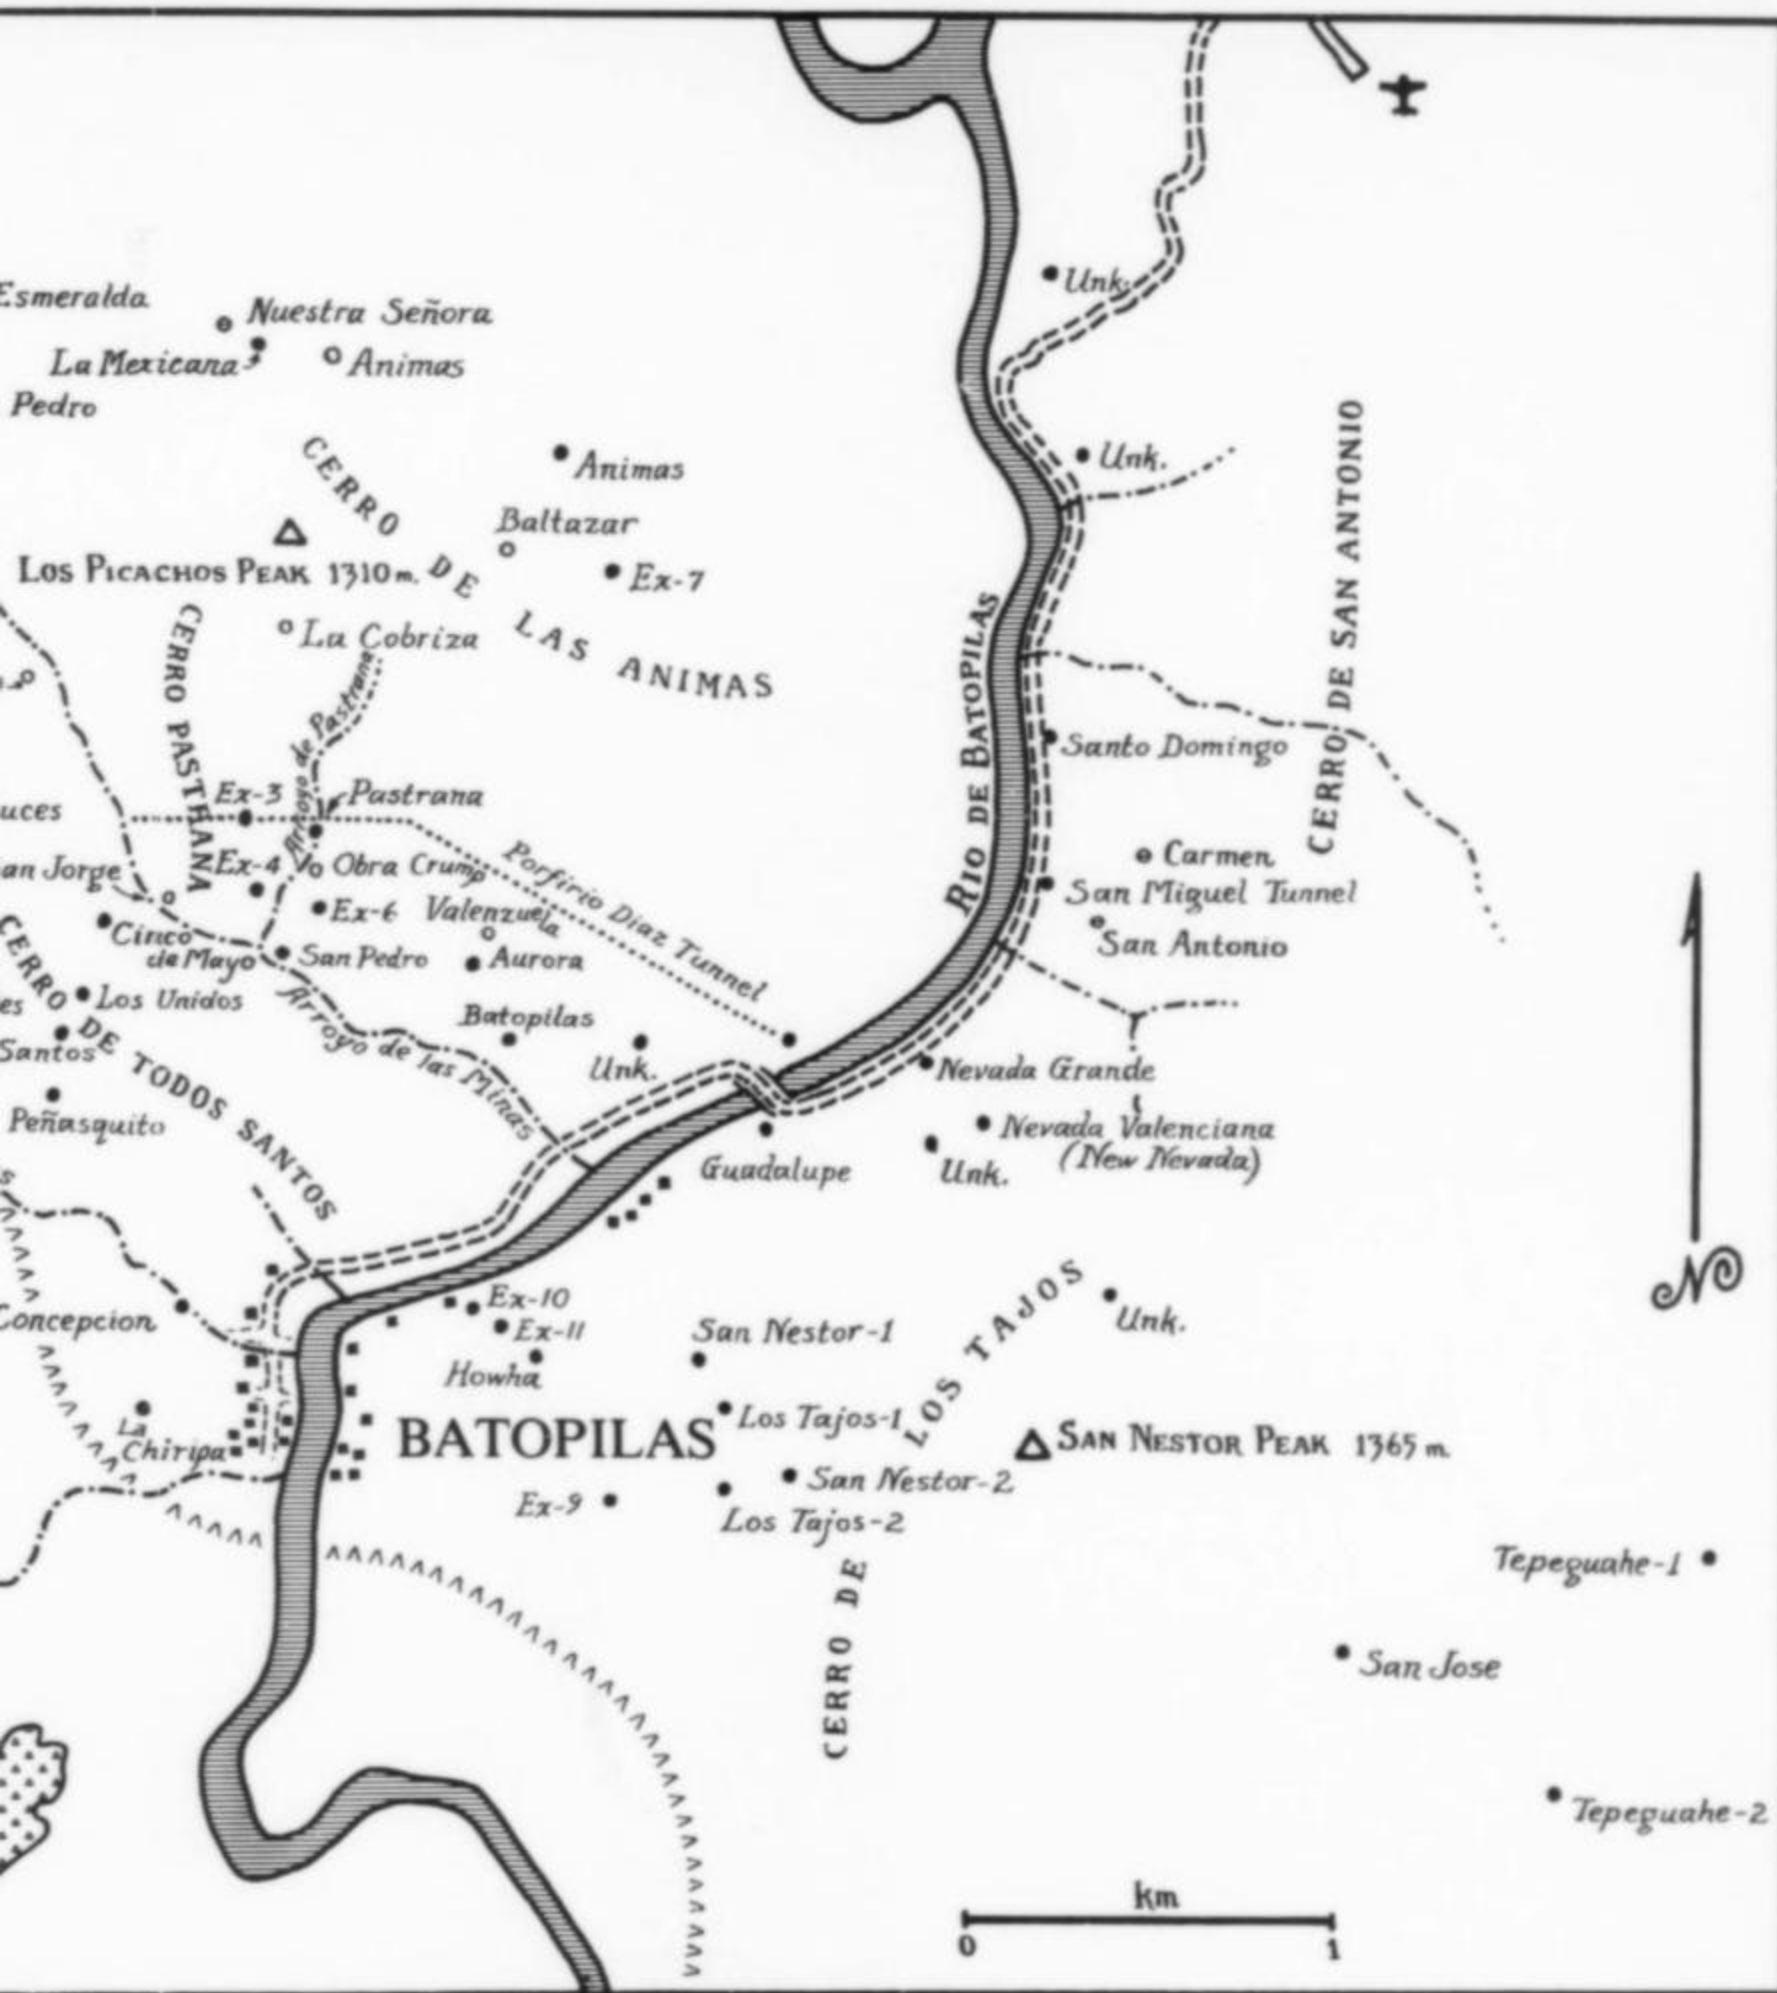 Esmeralda
Nuestra Señora
La Mexicana
Animas
Pedro
Unk.
CERRO DE LAS ANIMAS
Animas
Unk.
Baltazar
LOS PICACHOS PEAK 1310 m.
Ex-7
CERRO PASTRANA
La Cobriza
Arroyo de Pastrana
RIO DE BATOPILAS
CERRO DE SAN ANTONIO
Santo Domingo
Ex-3
Pastrana
uces
Porfirio Diaz Tunnel
an Jorge
Ex-4
Obra Crump
Carmen
San Miguel Tunnel
Ex-6
Valenzuela
Cinco
de Mayo
San Pedro
Aurora
San Antonio
CERRO DE TODOS SANTOS
es
Los Unidos
Arroyo de las Minas
Batopilas
Santos
Unk.
Nevada Grande
Peñasquito
Nevada Valenciana
(New Nevada)
Guadalupe
Unk.
s
N
Concepcion
Ex-10
Ex-11
San Nestor-1
Unk.
Howha
CERRO DE LOS TAJOS
La
Chiripa
BATOPILAS
Los Tajos-1
SAN NESTOR PEAK 1365 m.
San Nestor-2
Ex-9
Los Tajos-2
Tepeguahe-1
San Jose
Tepeguahe-2
km
0 1